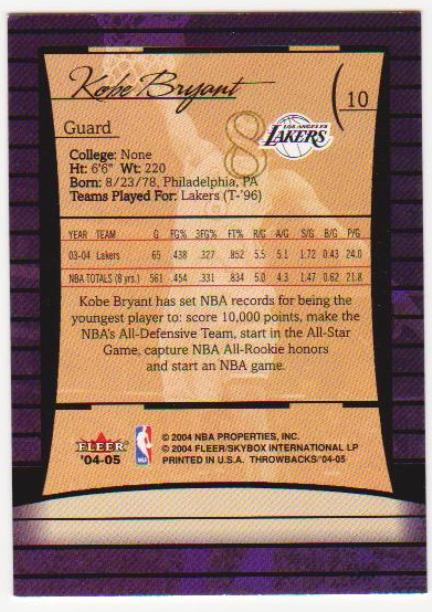 Kobe Bryant
10
Guard
8
LOS ANGELES
LAKERS
College: None
Ht: 6'6" Wt: 220
Born: 8/23/78, Philadelphia, PA
Teams Played For: Lakers (T-'96)
YEAR TEAM G FG% 3FG% FT% R/G A/G S/G B/G P/G
03-04 Lakers 65 .438 .327 .852 5.5 5.1 1.72 0.43 24.0
NBA TOTALS (8 yrs.) 561 .454 .331 .834 5.0 4.3 1.47 0.62 21.8
Kobe Bryant has set NBA records for being the
youngest player to: score 10,000 points, make the
NBA's All-Defensive Team, start in the All-Star
Game, capture NBA All-Rookie honors
and start an NBA game.
FLEER
'04-05
NBA
© 2004 NBA PROPERTIES, INC.
© 2004 FLEER/SKYBOX INTERNATIONAL LP
PRINTED IN U.S.A. THROWBACKS/'04-05